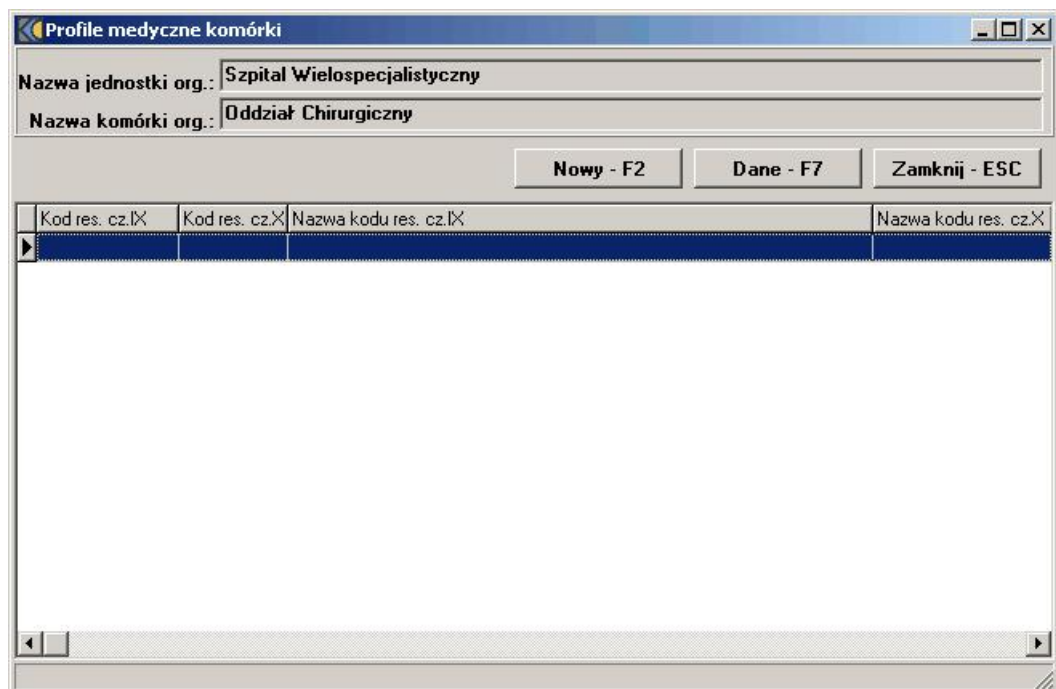 Profile medyczne komórki
Nazwa jednostki org.: Szpital Wielospecjalistyczny
Nazwa komórki org.: Oddział Chirurgiczny
Nowy - F2 Dane - F7 Zamknij - ESC
Kod res. cz.IX Kod res. cz.X Nazwa kodu res. cz.IX Nazwa kodu res. cz.X